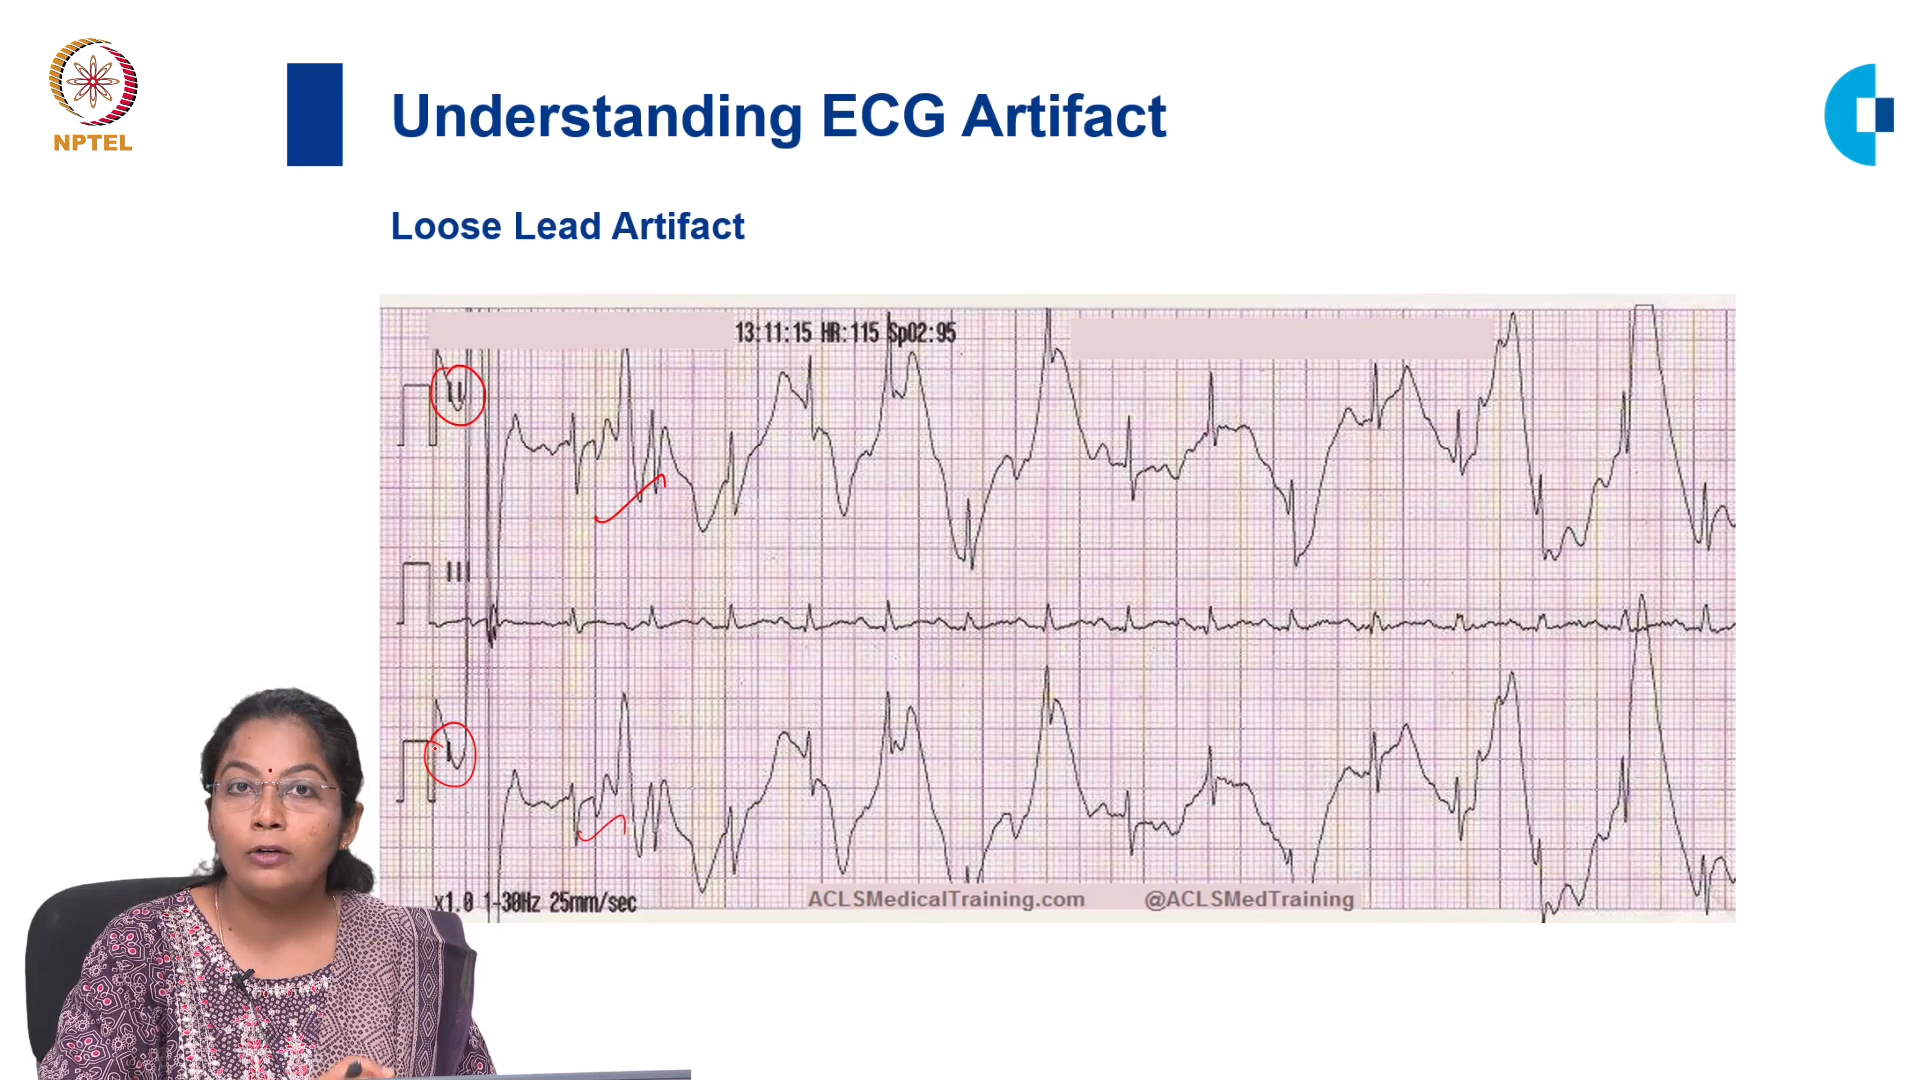 NPTEL
Understanding ECG Artifact
Loose Lead Artifact
13:11:15 HR:115 SpO2:95
II
III
x1.0 1-30Hz 25mm/sec
ACLSMedicalTraining.com @ACLSMedTraining